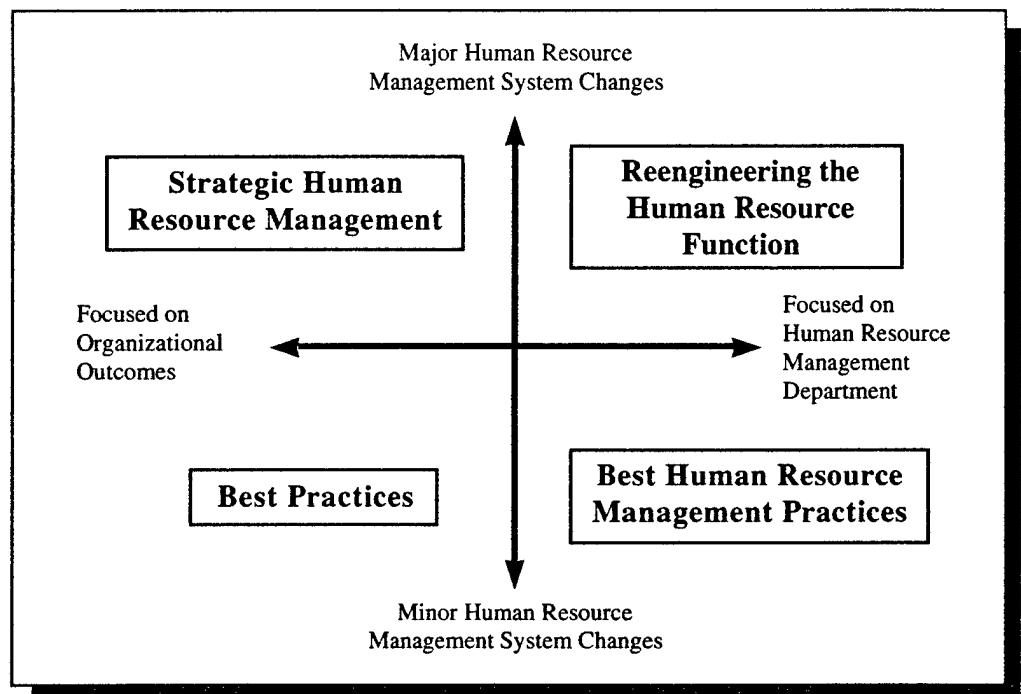 Major Human Resource
Management System Changes
Strategic Human
Resource Management
Reengineering the
Human Resource
Function
Focused on
Organizational
Outcomes
Focused on
Human Resource
Management
Department
Best Practices
Best Human Resource
Management Practices
Minor Human Resource
Management System Changes